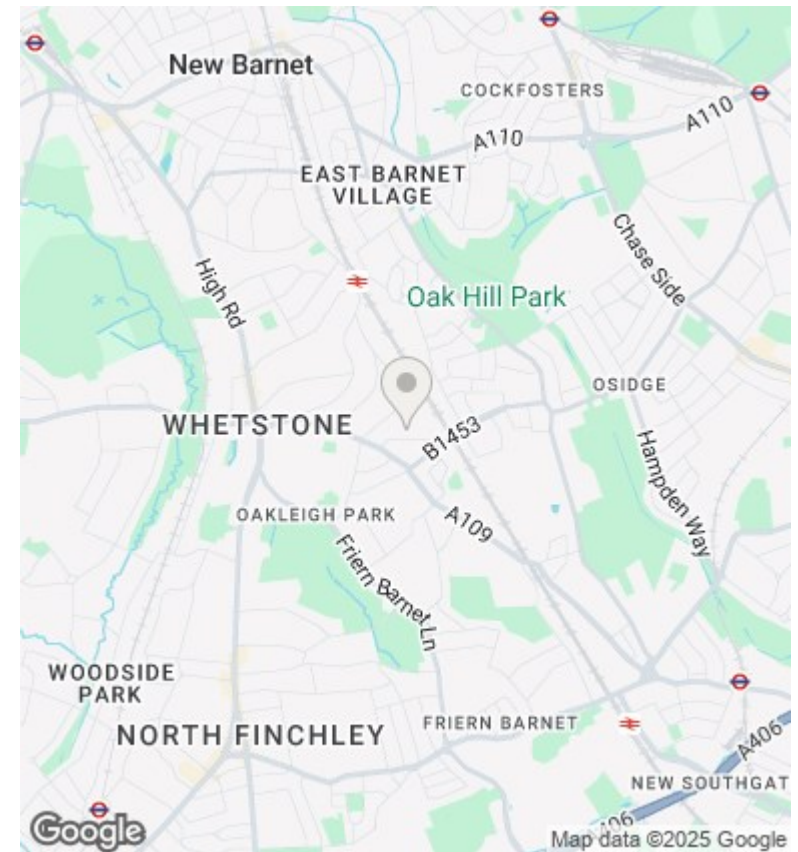 New Barnet
COCKFOSTERS
A110
A110
EAST BARNET
VILLAGE
Chase Side
High Rd
Oak Hill Park
OSIDGE
WHETSTONE
B1453
Hampden Way
OAKLEIGH PARK
A109
Friern Barnet Ln
WOODSIDE
PARK
NORTH FINCHLEY
FRIERN BARNET
A406
NEW SOUTHGAT
A406
Google
Map data ©2025 Google